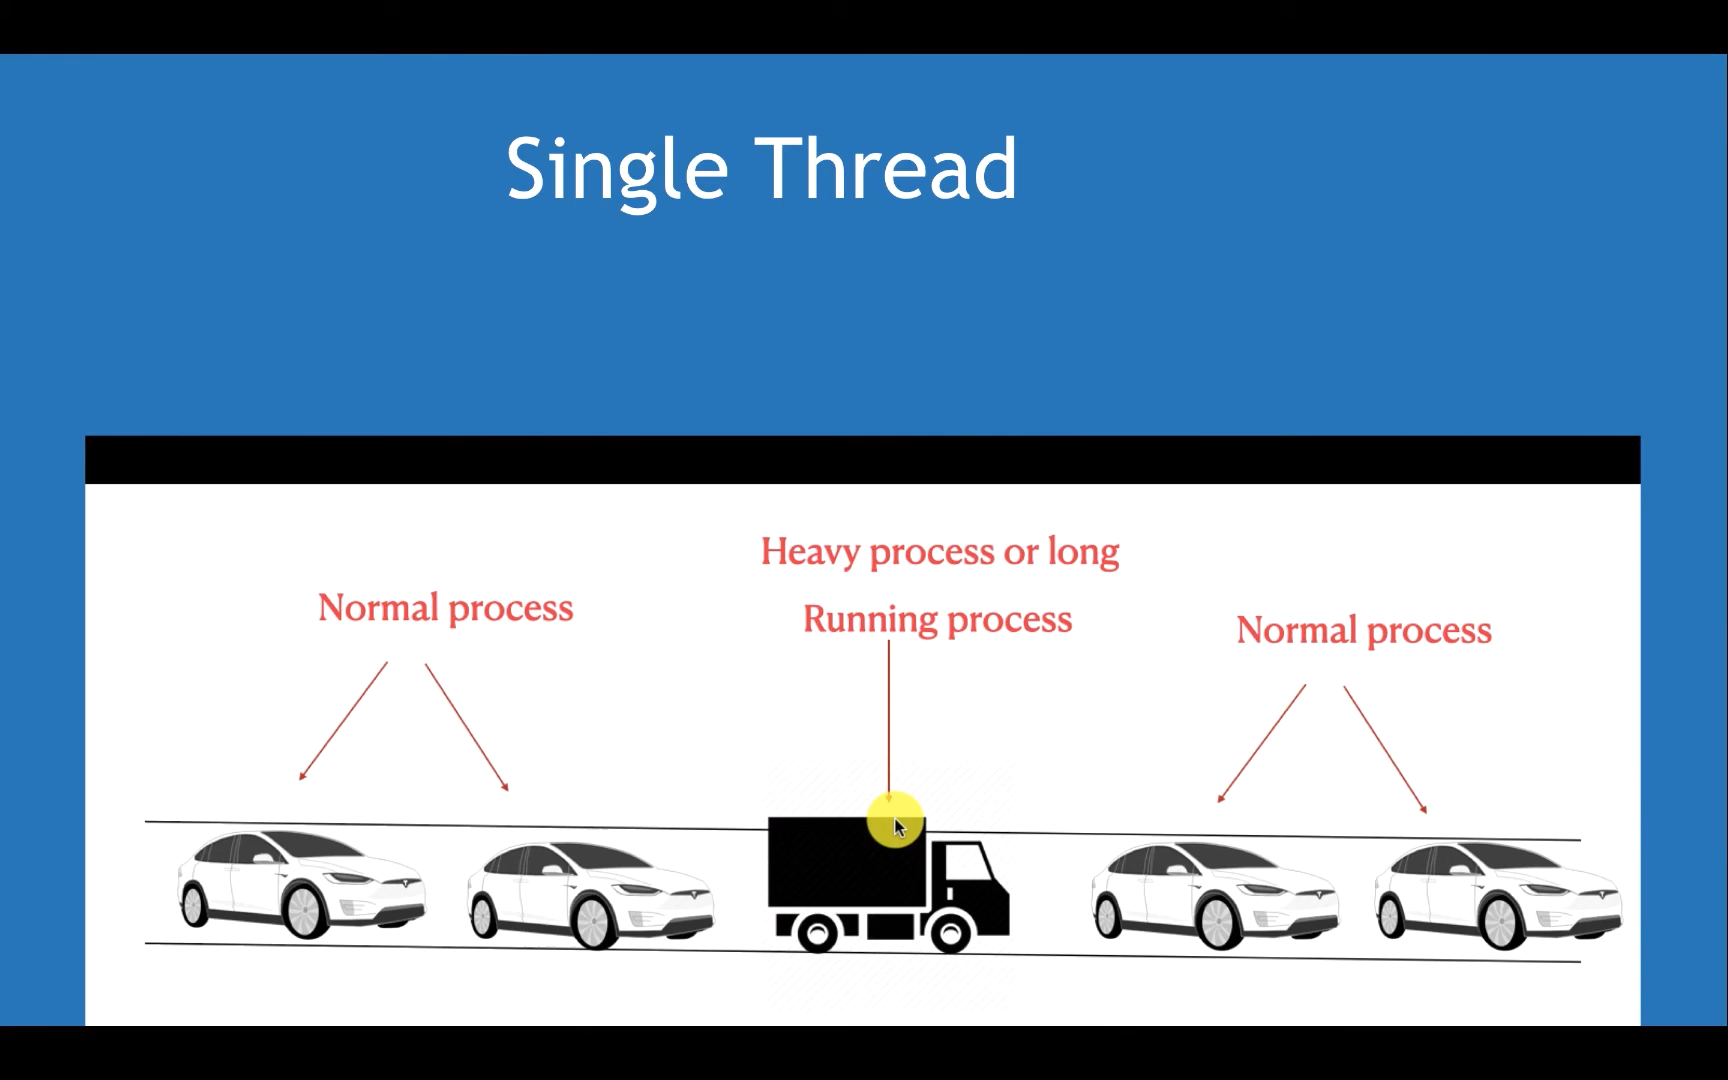 Single Thread
Heavy process or long
Running process
Normal process
Normal process